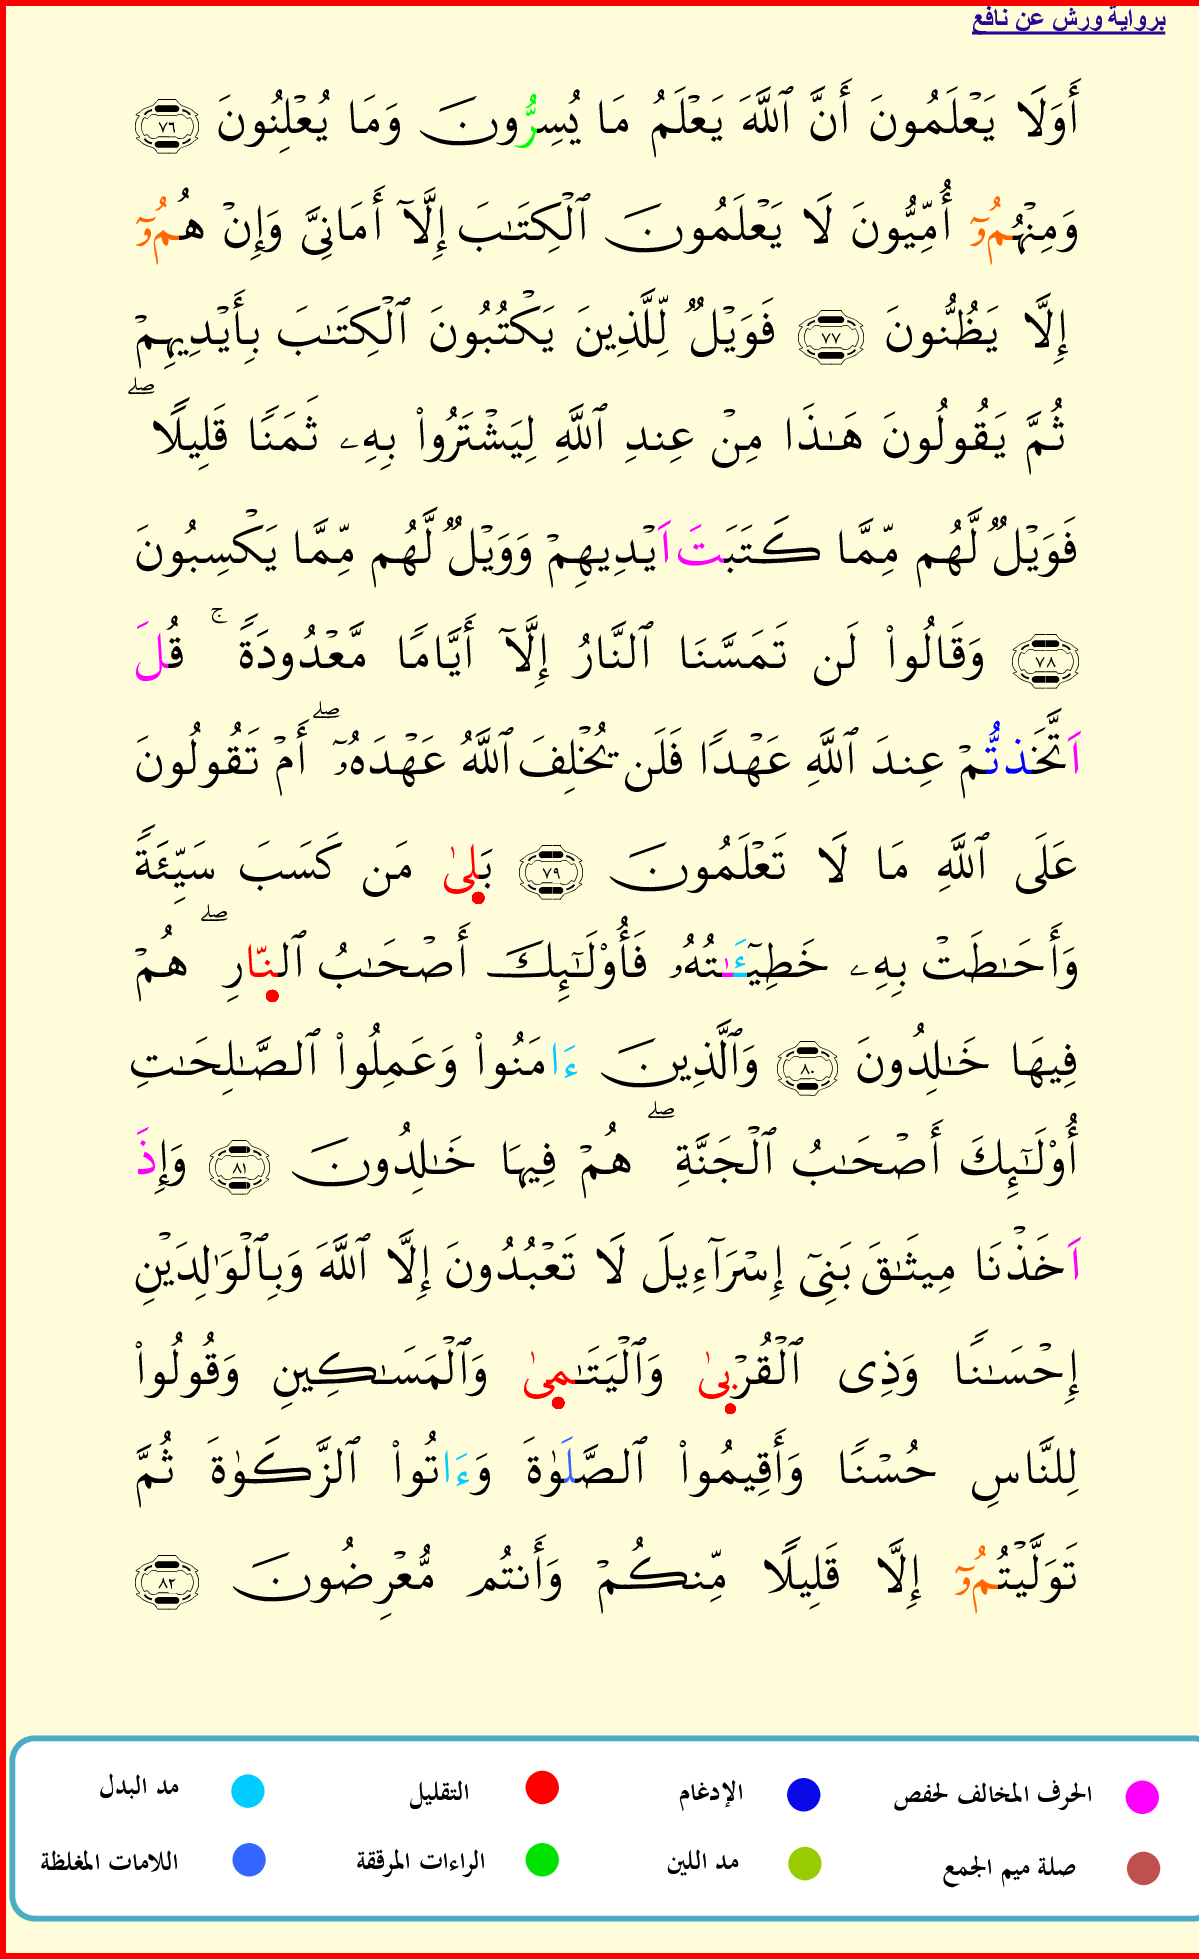 برواية ورش عن نافع
أَوَلَا يَعْلَمُونَ أَنَّ ٱللَّهَ يَعْلَمُ مَا يُسِرُّونَ وَمَا يُعْلِنُونَ ٧٦
وَمِنْهُمُۥٓ أُمِّيُّونَ لَا يَعْلَمُونَ ٱلْكِتَٰبَ إِلَّآ أَمَانِىَّ وَإِنْ هُمُۥٓ
إِلَّا يَظُنُّونَ ٧٧ فَوَيْلٌ لِّلَّذِينَ يَكْتُبُونَ ٱلْكِتَٰبَ بِأَيْدِيهِمْ
ثُمَّ يَقُولُونَ هَٰذَا مِنْ عِندِ ٱللَّهِ لِيَشْتَرُوا۟ بِهِۦ ثَمَنًا قَلِيلًا ۖ
فَوَيْلٌ لَّهُم مِّمَّا كَتَبَتَ اَيْدِيهِمْ وَوَيْلٌ لَّهُم مِّمَّا يَكْسِبُونَ
٧٨ وَقَالُوا۟ لَن تَمَسَّنَا ٱلنَّارُ إِلَّآ أَيَّامًا مَّعْدُودَةً ۚ قُلَ
اَتَّخَذتُّمْ عِندَ ٱللَّهِ عَهْدًا فَلَن يُخْلِفَ ٱللَّهُ عَهْدَهُۥٓ ۖ أَمْ تَقُولُونَ
عَلَى ٱللَّهِ مَا لَا تَعْلَمُونَ ٧٩ بَلىٰ مَن كَسَبَ سَيِّئَةً
وَأَحَٰطَتْ بِهِۦ خَطِيٓـَٰٔتُهُۥ فَأُو۟لَٰٓئِكَ أَصْحَٰبُ ٱلنّارِ ۖ هُمْ
فِيهَا خَٰلِدُونَ ٨٠ وَٱلَّذِينَ ءَامَنُوا۟ وَعَمِلُوا۟ ٱلصَّٰلِحَٰتِ
أُو۟لَٰٓئِكَ أَصْحَٰبُ ٱلْجَنَّةِ ۖ هُمْ فِيهَا خَٰلِدُونَ ٨١ وَإِذَ
اَخَذْنَا مِيثَٰقَ بَنِىٓ إِسْرَآءِيلَ لَا تَعْبُدُونَ إِلَّا ٱللَّهَ وَبِٱلْوَٰلِدَيْنِ
إِحْسَٰنًا وَذِى ٱلْقُرْبىٰ وَٱلْيَتَٰمىٰ وَٱلْمَسَٰكِينِ وَقُولُوا۟
لِلنَّاسِ حُسْنًا وَأَقِيمُوا۟ ٱلصَّلَوٰةَ وَءَاتُوا۟ ٱلزَّكَوٰةَ ثُمَّ
تَوَلَّيْتُمُۥٓ إِلَّا قَلِيلًا مِّنكُمْ وَأَنتُم مُّعْرِضُونَ ٨٢
الحرف المخالف لحفص الإدغام التقليل مد البدل
صلة ميم الجمع مد اللين الراءات المرققة اللامات المغلظة